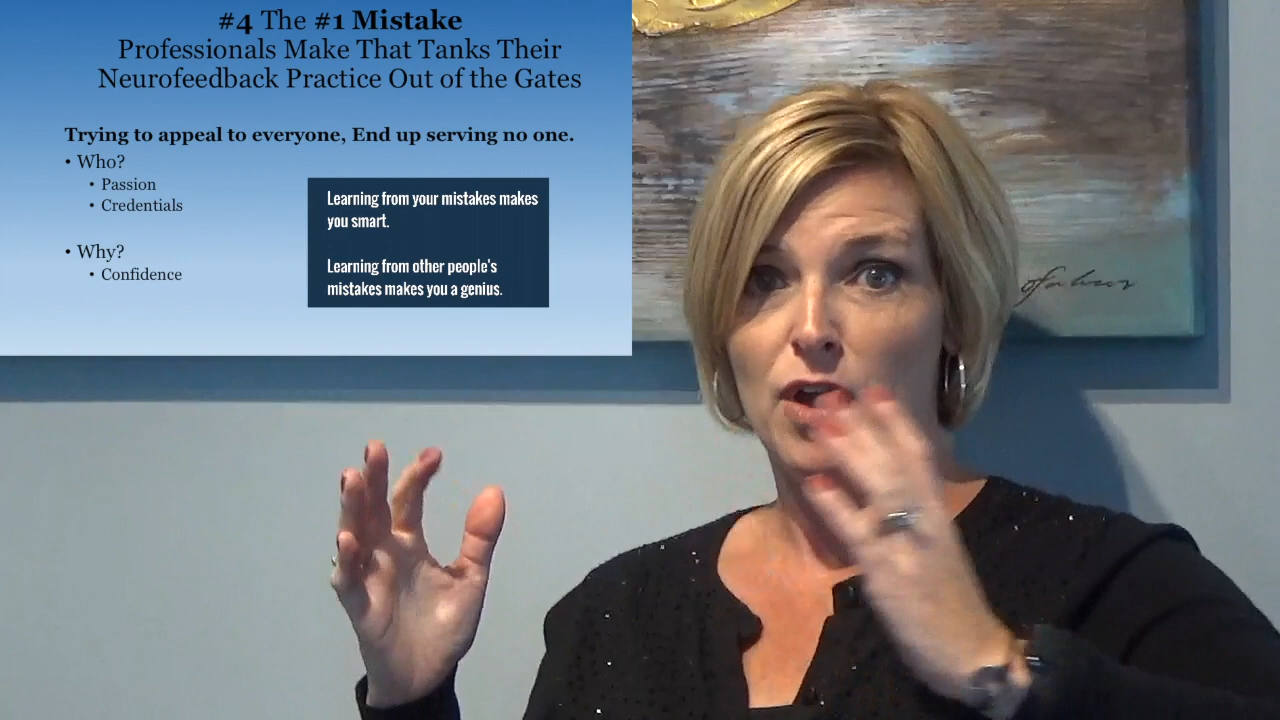 #4 The #1 Mistake
Professionals Make That Tanks Their
Neurofeedback Practice Out of the Gates
Trying to appeal to everyone, End up serving no one.
• Who?
• Passion
• Credentials
• Why?
• Confidence
Learning from your mistakes makes
you smart.
Learning from other people's
mistakes makes you a genius.